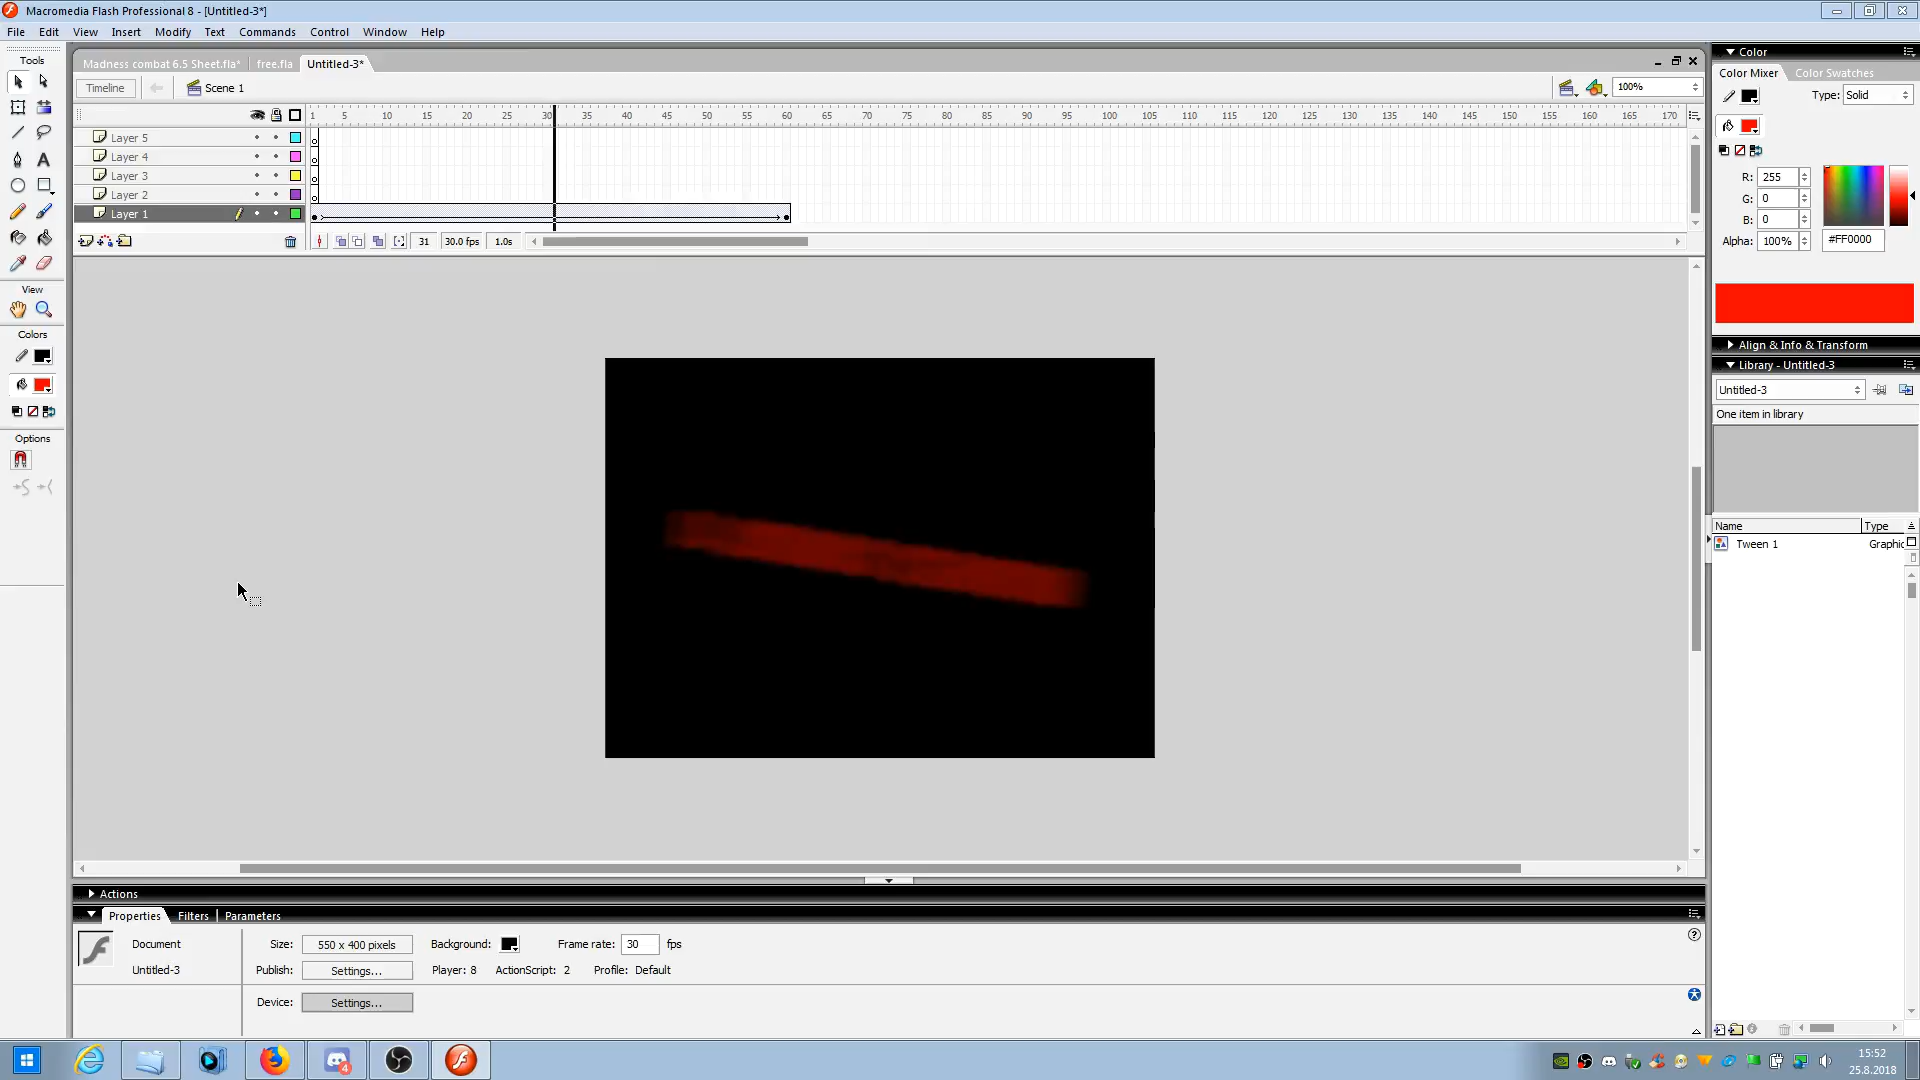 Macromedia Flash Professional 8 - [Untitled-3*]
File Edit View Insert Modify Text Commands Control Window Help
Tools
Madness combat 6.5 Sheet.fla* free.fla Untitled-3*
Timeline Scene 1 100%
1 5 10 15 20 25 30 35 40 45 50 55 60 65 70 75 80 85 90 95 100 105 110 115 120 125 130 135 140 145 150 155 160 165 170
Layer 5
Layer 4
Layer 3
Layer 2
Layer 1
31 30.0 fps 1.0s
View
Colors
Options
Color
Color Mixer Color Swatches
Type: Solid
R: 255
G: 0
B: 0
Alpha: 100% #FF0000
Align & Info & Transform
Library - Untitled-3
Untitled-3
One item in library
Name Type
Tween 1 Graphic
Actions
Properties Filters Parameters
Document Size: 550 x 400 pixels Background: Frame rate: 30 fps
Untitled-3 Publish: Settings... Player: 8 ActionScript: 2 Profile: Default
Device: Settings...
4
15:52
25.8.2018